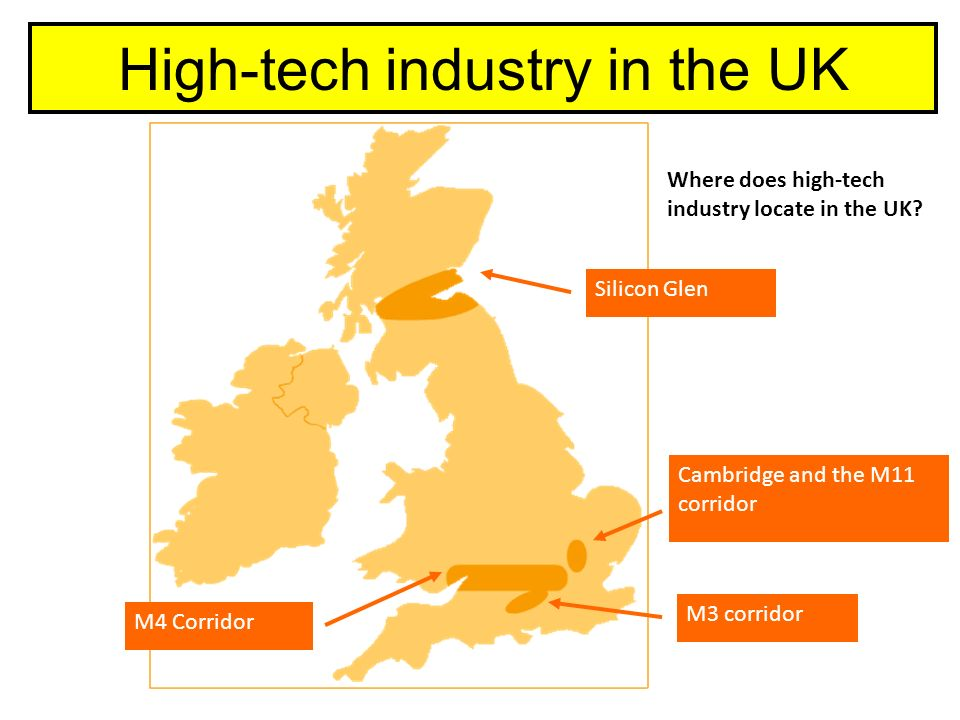 High-tech industry in the UK
Where does high-tech
industry locate in the UK?
Silicon Glen
Cambridge and the M11
corridor
M4 Corridor
M3 corridor